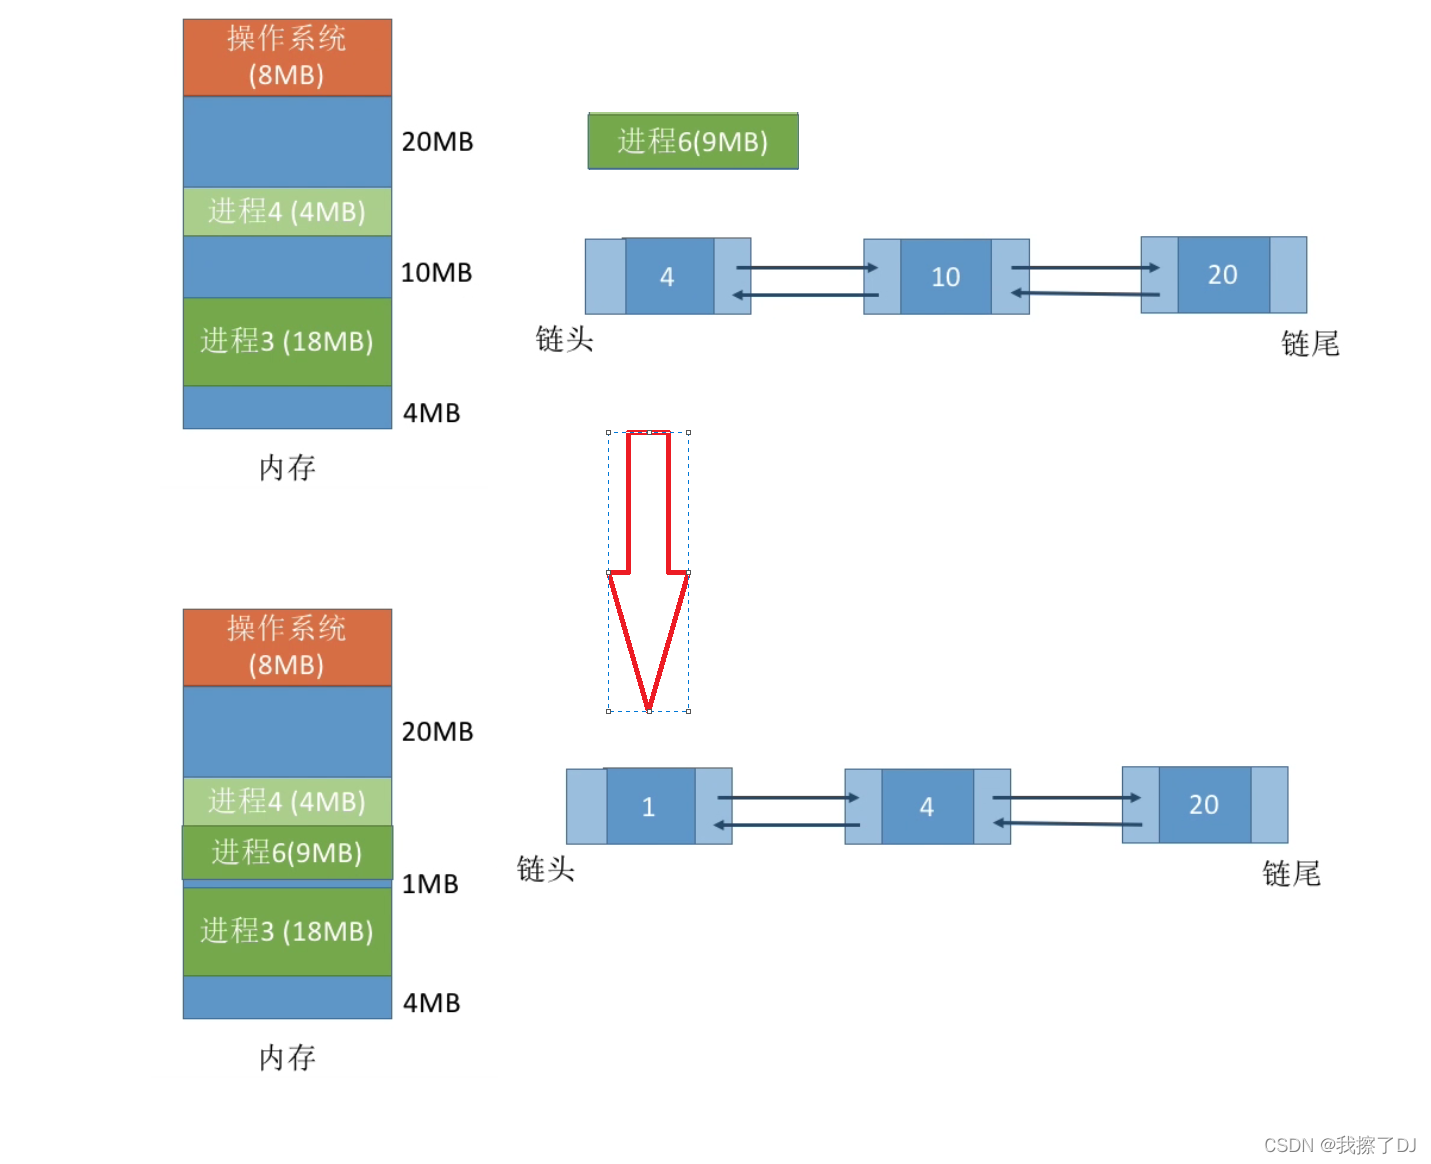 操作系统
(8MB)
20MB
进程6(9MB)
进程4 (4MB)
10MB
4
10
20
链头
链尾
进程3 (18MB)
4MB
内存
操作系统
(8MB)
20MB
进程4 (4MB)
1
4
20
进程6(9MB)
1MB
链头
链尾
进程3 (18MB)
4MB
内存
CSDN @我擦了DJ